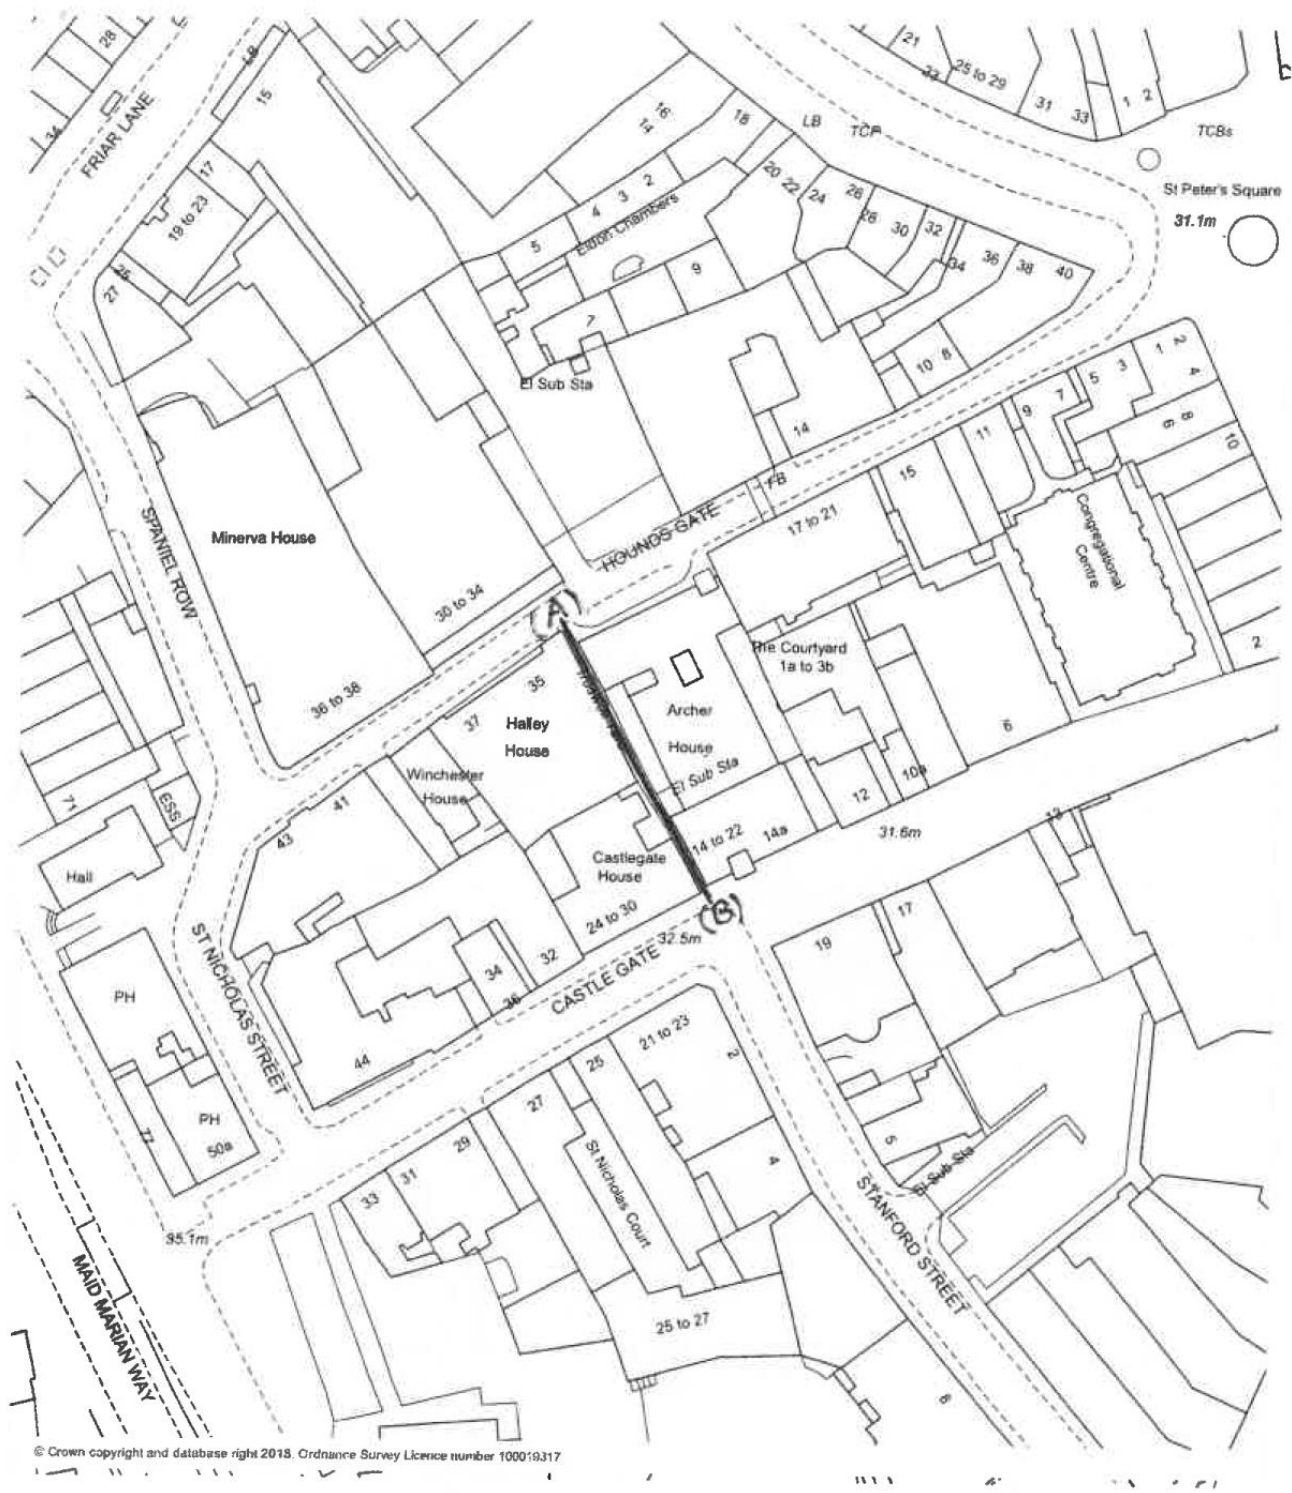 28
34
FRIAR LANE
LB
15
17
19 to 23
25
27
16
14
18
LB
TCP
21
23
25 to 29
31
33
1
2
TCBs
St Peter's Square
31.1m
4
3
2
5
Eldon Chambers
7
9
El Sub Sta
20
22
24
26
28
30
32
34
36
38
40
10
8
14
FB
HOUNDS GATE
17 to 21
15
11
9
7
5
3
1
2
4
6
8
10
Congregational
Centre
2
SPANIEL ROW
Minerva House
30 to 34
36 to 38
(A)
35
37
Halley
House
Winchester
House
41
43
Archer
House
El Sub Sta
The Courtyard
1a to 3b
6
10a
12
14a
14 to 22
31.6m
13
Castlegate
House
24 to 30
(B)
32.5m
CASTLE GATE
32
34
36
44
71
ESS
Hall
PH
PH
50a
77
ST NICHOLAS STREET
35.1m
MAID MARIAN WAY
33
31
29
27
25
21 to 23
2
4
St Nicholas Court
25 to 27
17
19
5
El Sub Sta
STANFORD STREET
© Crown copyright and database right 2018. Ordnance Survey Licence number 100019317